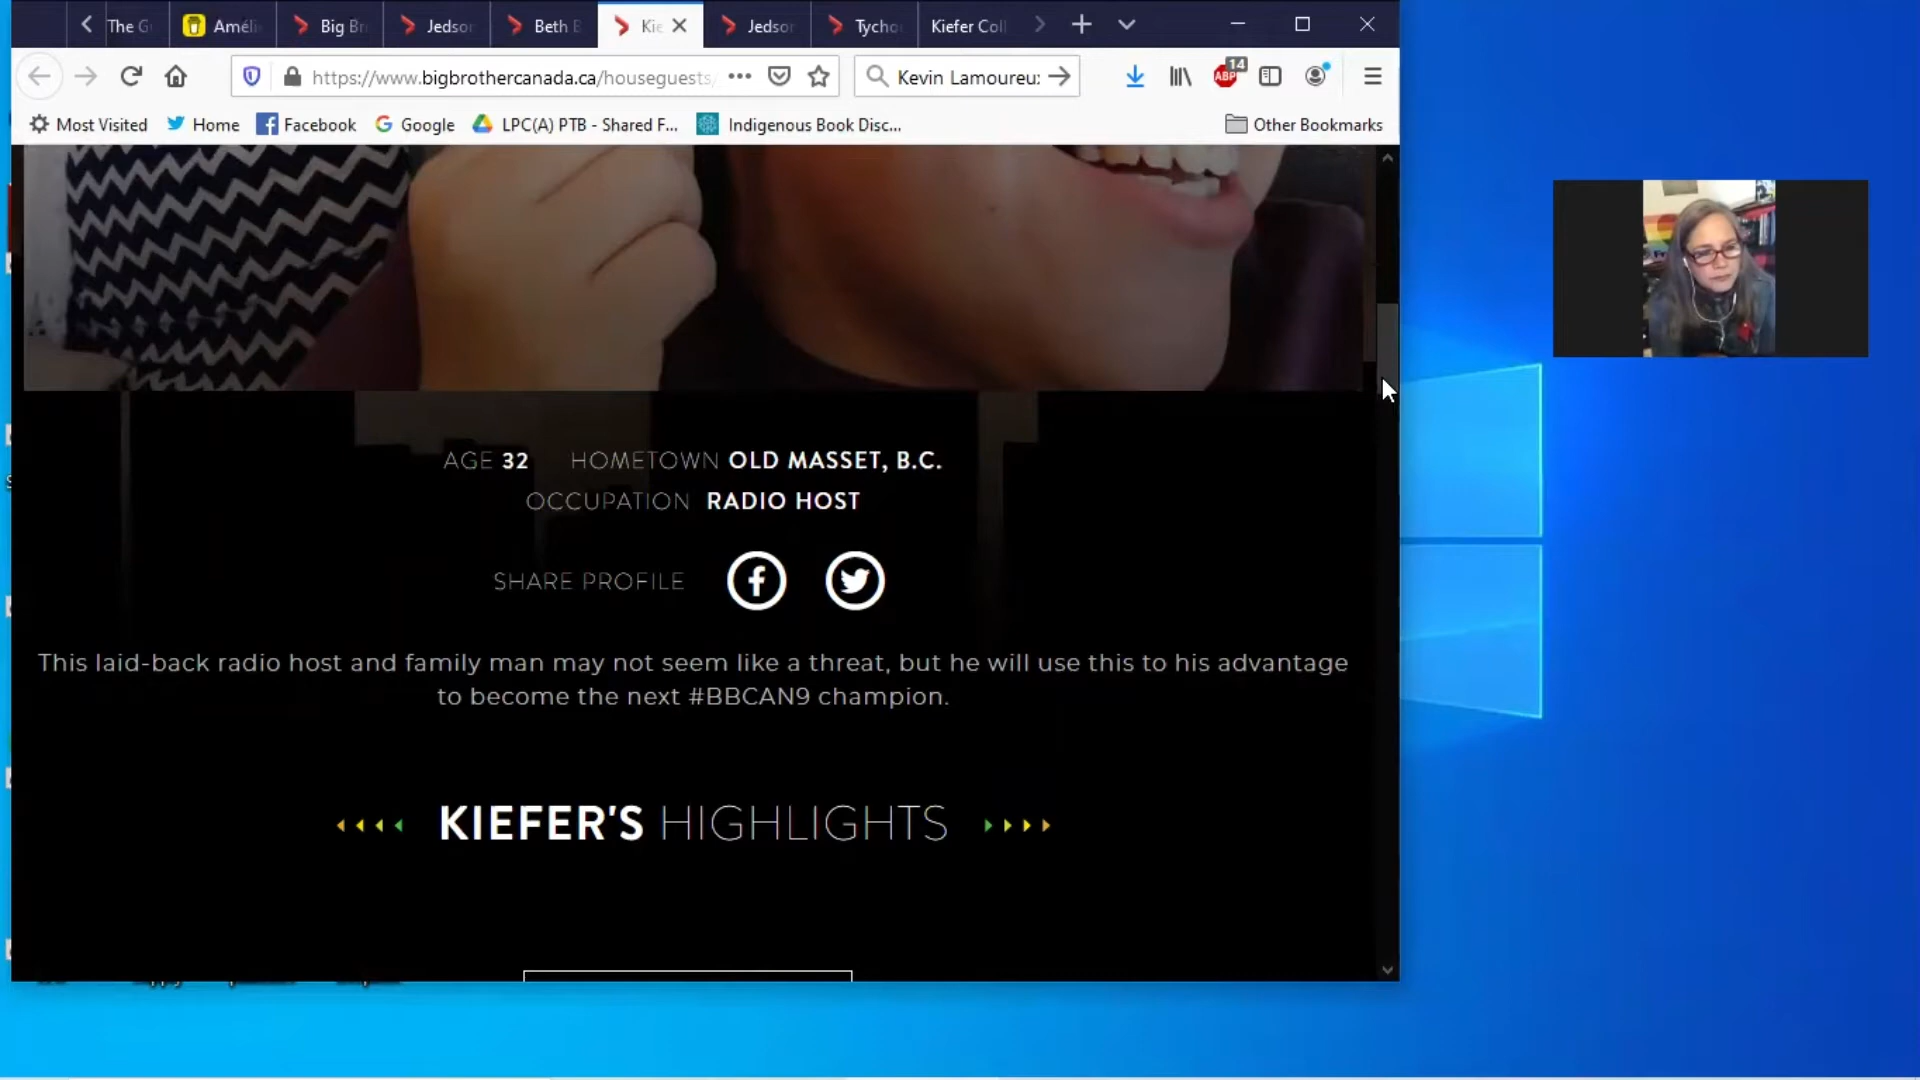 The G
Améli
Big Br
Jedso
Beth B
Kie
Jedsor
Tycho
Kiefer Coll
https://www.bigbrothercanada.ca/houseguests/
Kevin Lamoureu:
ABP
14
Most Visited
Home
Facebook
Google
LPC(A) PTB - Shared F...
Indigenous Book Disc...
Other Bookmarks
AGE 32 HOMETOWN OLD MASSET, B.C.
OCCUPATION RADIO HOST
SHARE PROFILE
This laid-back radio host and family man may not seem like a threat, but he will use this to his advantage
to become the next #BBCAN9 champion.
KIEFER'S HIGHLIGHTS